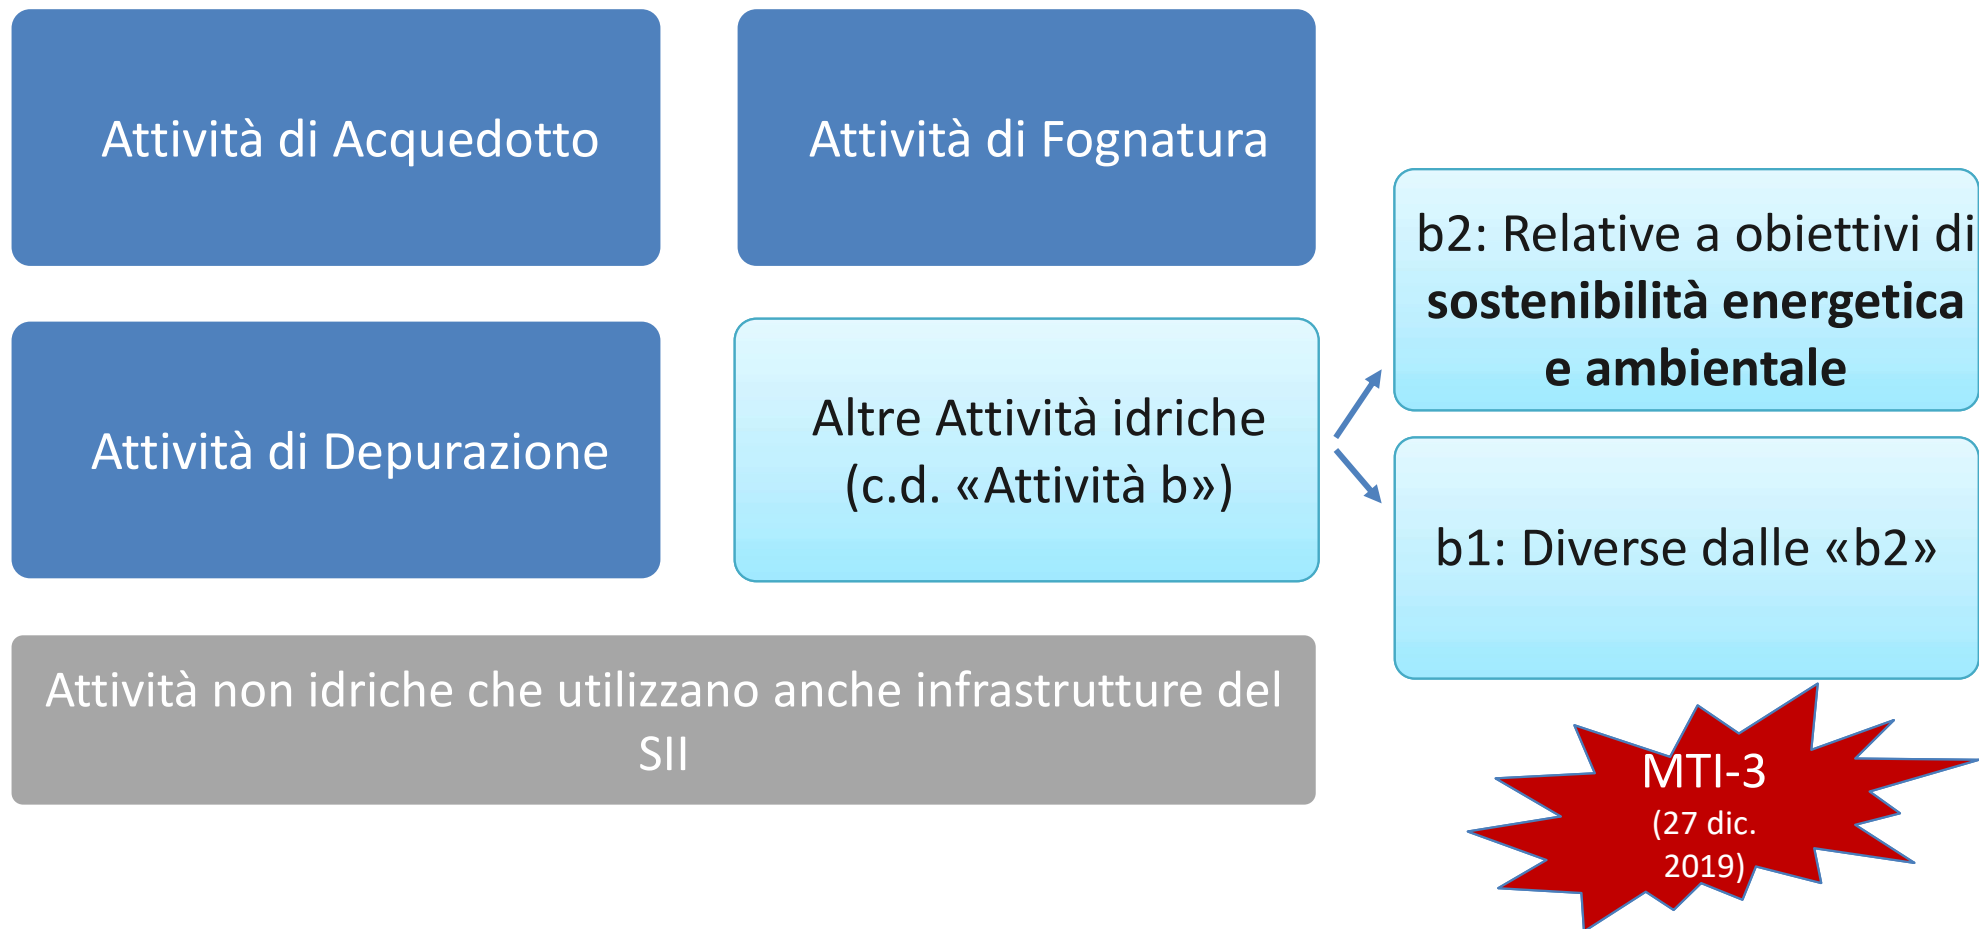 Attività di Acquedotto
Attività di Fognatura
b2: Relative a obiettivi di
sostenibilità energetica
e ambientale
Attività di Depurazione
Altre Attività idriche
(c.d. «Attività b»)
b1: Diverse dalle «b2»
Attività non idriche che utilizzano anche infrastrutture del
SII
MTI-3
(27 dic.
2019)